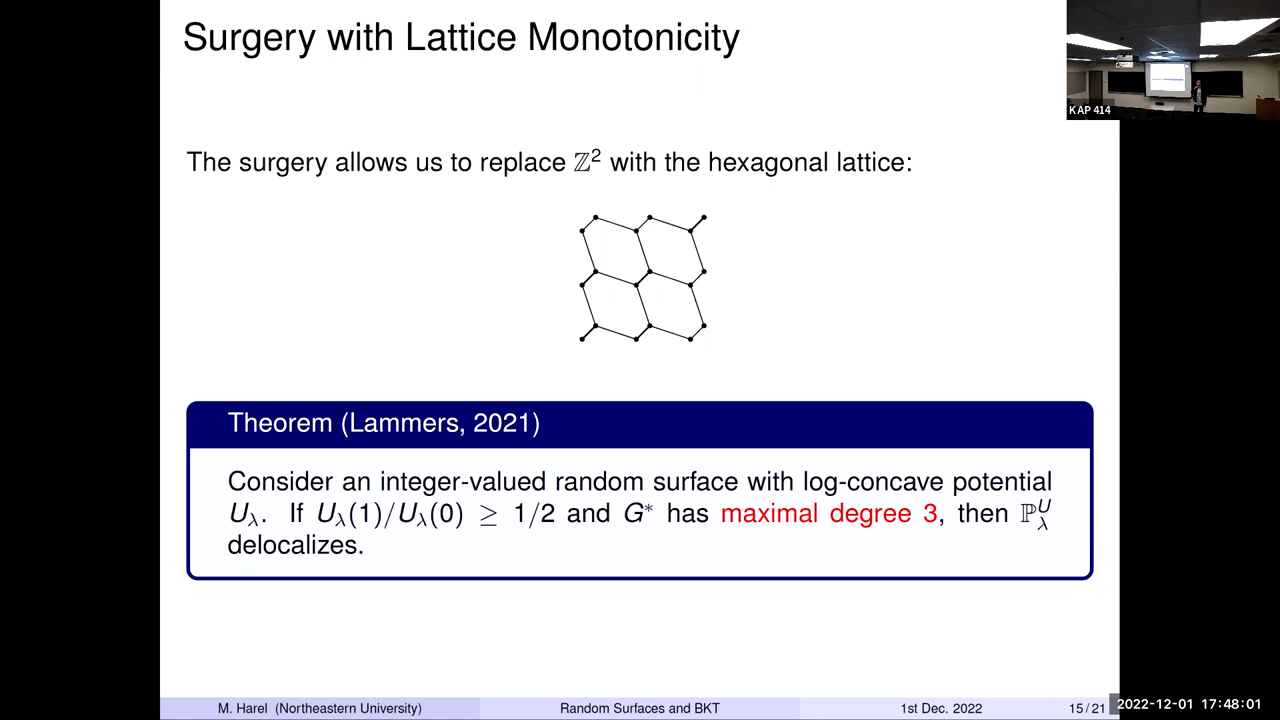 Surgery with Lattice Monotonicity
KAP 414
The surgery allows us to replace ℤ² with the hexagonal lattice:
Theorem (Lammers, 2021)
Consider an integer-valued random surface with log-concave potential
U_λ. If U_λ(1)/U_λ(0) ≥ 1/2 and G* has maximal degree 3, then ℙ^U_λ
delocalizes.
M. Harel (Northeastern University) Random Surfaces and BKT 1st Dec. 2022 15/21
2022-12-01 17:48:01